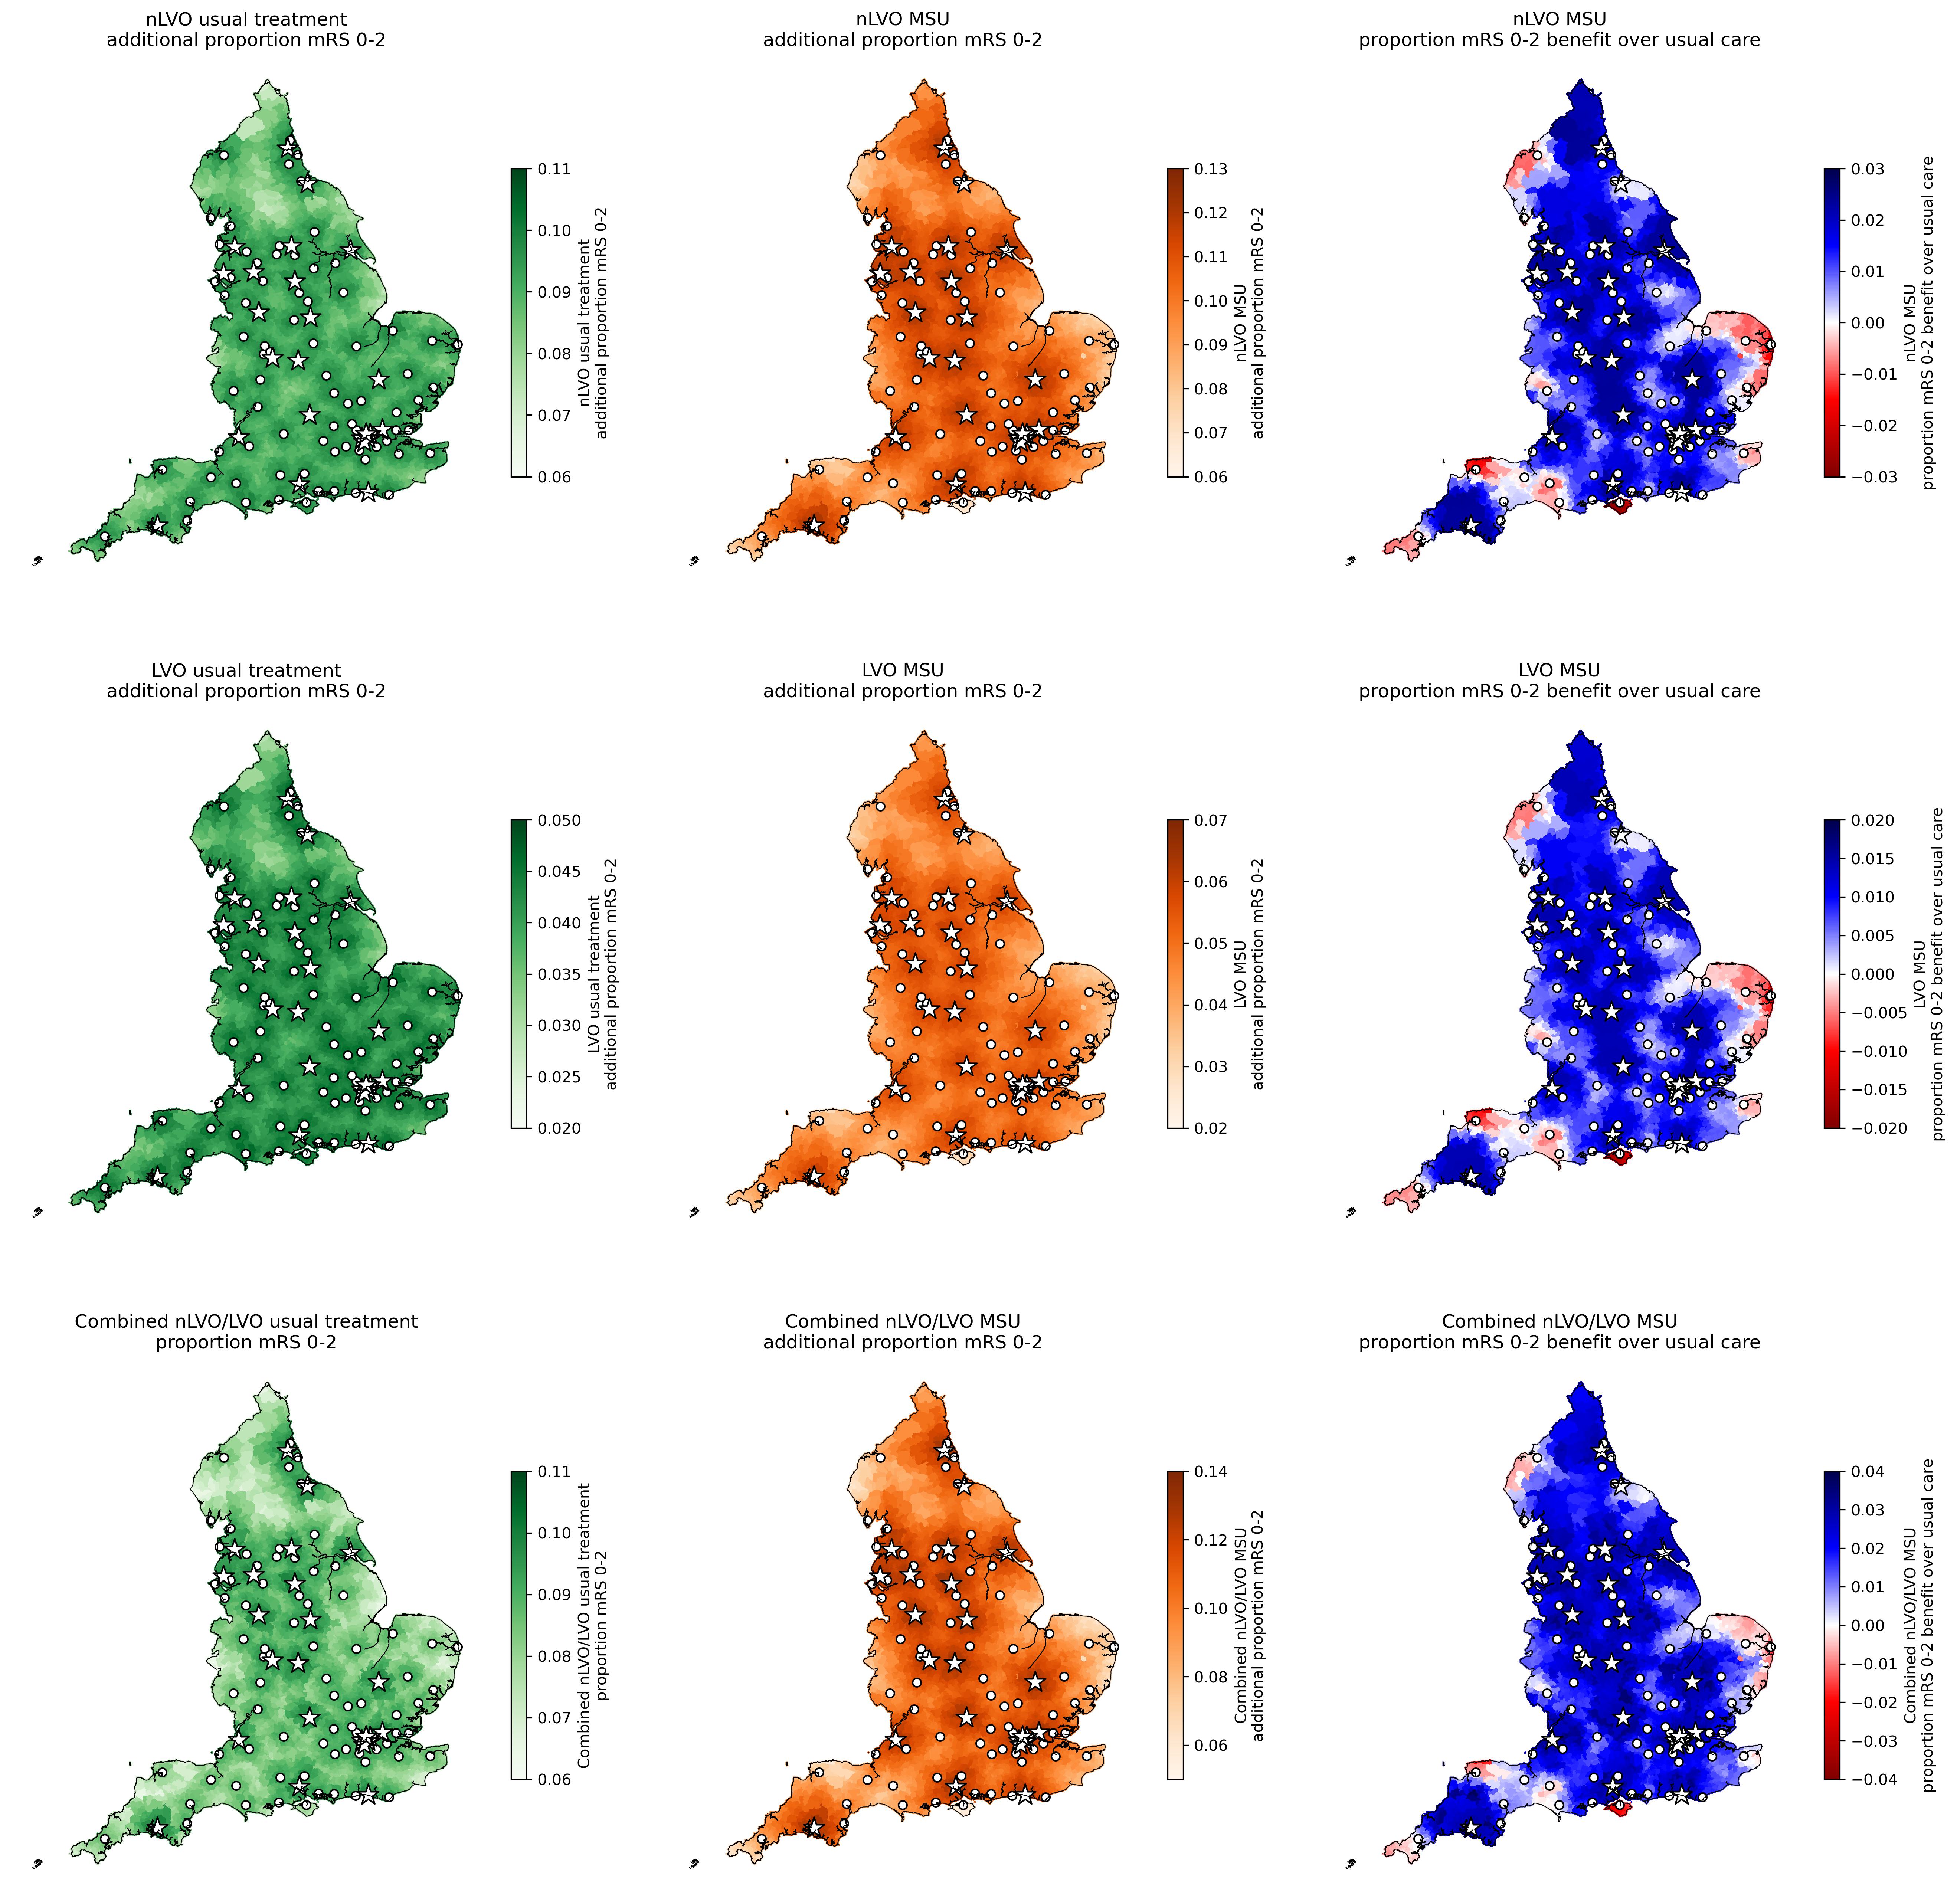 nLVO usual treatment
additional proportion mRS 0-2
0.11
0.10
0.09
0.08
0.07
0.06
nLVO usual treatment
additional proportion mRS 0-2
nLVO MSU
additional proportion mRS 0-2
0.13
0.12
0.11
0.10
0.09
0.08
0.07
0.06
nLVO MSU
additional proportion mRS 0-2
nLVO MSU
proportion mRS 0-2 benefit over usual care
0.03
0.02
0.01
0.00
−0.01
−0.02
−0.03
nLVO MSU
proportion mRS 0-2 benefit over usual care
LVO usual treatment
additional proportion mRS 0-2
0.050
0.045
0.040
0.035
0.030
0.025
0.020
LVO usual treatment
additional proportion mRS 0-2
LVO MSU
additional proportion mRS 0-2
0.07
0.06
0.05
0.04
0.03
0.02
LVO MSU
additional proportion mRS 0-2
LVO MSU
proportion mRS 0-2 benefit over usual care
0.020
0.015
0.010
0.005
0.000
−0.005
−0.010
−0.015
−0.020
LVO MSU
proportion mRS 0-2 benefit over usual care
Combined nLVO/LVO usual treatment
proportion mRS 0-2
0.11
0.10
0.09
0.08
0.07
0.06
Combined nLVO/LVO usual treatment
proportion mRS 0-2
Combined nLVO/LVO MSU
additional proportion mRS 0-2
0.14
0.12
0.10
0.08
0.06
Combined nLVO/LVO MSU
additional proportion mRS 0-2
Combined nLVO/LVO MSU
proportion mRS 0-2 benefit over usual care
0.04
0.03
0.02
0.01
0.00
−0.01
−0.02
−0.03
−0.04
Combined nLVO/LVO MSU
proportion mRS 0-2 benefit over usual care